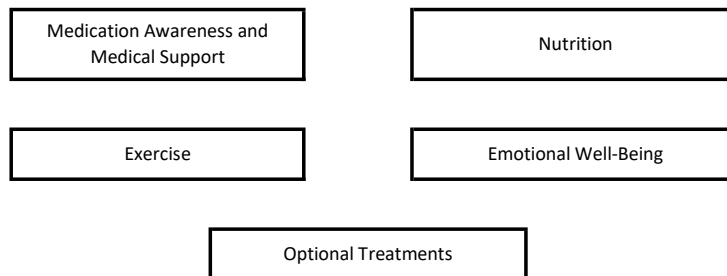 Medication Awareness and
Medical Support
Nutrition
Exercise
Emotional Well-Being
Optional Treatments